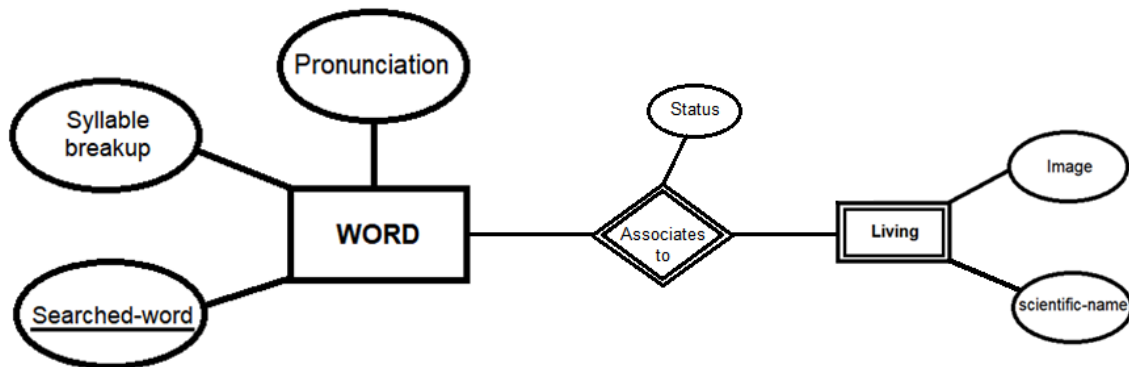 Pronunciation
Syllable
breakup
Status
Image
WORD
Associates
to
Living
Searched-word
scientific-name